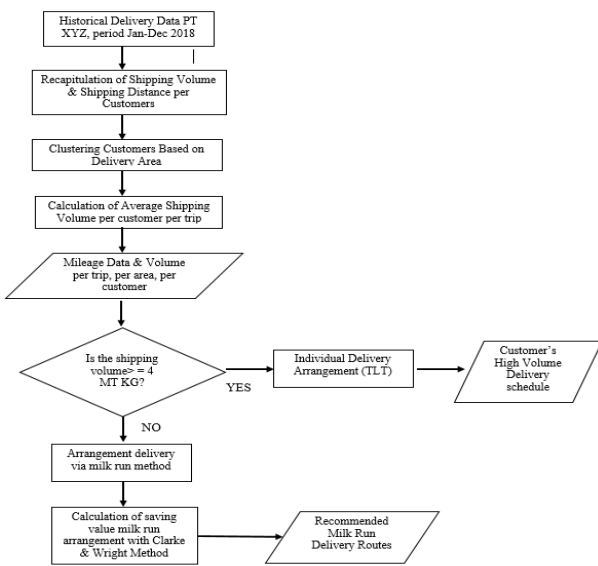 Historical Delivery Data PT
XYZ, period Jan-Dec 2018
Recapitulation of Shipping Volume
& Shipping Distance per
Customers
Clustering Customers Based on
Delivery Area
Calculation of Average Shipping
Volume per customer per trip
Mileage Data & Volume
per trip, per area, per
customer
Is the shipping
volume> = 4
MT KG?
YES
Individual Delivery
Arrangement (TLT)
Customer’s
High Volume
Delivery
schedule
NO
Arrangement delivery
via milk run method
Calculation of saving
value milk run
arrangement with Clarke
& Wright Method
Recommended
Milk Run
Delivery Routes